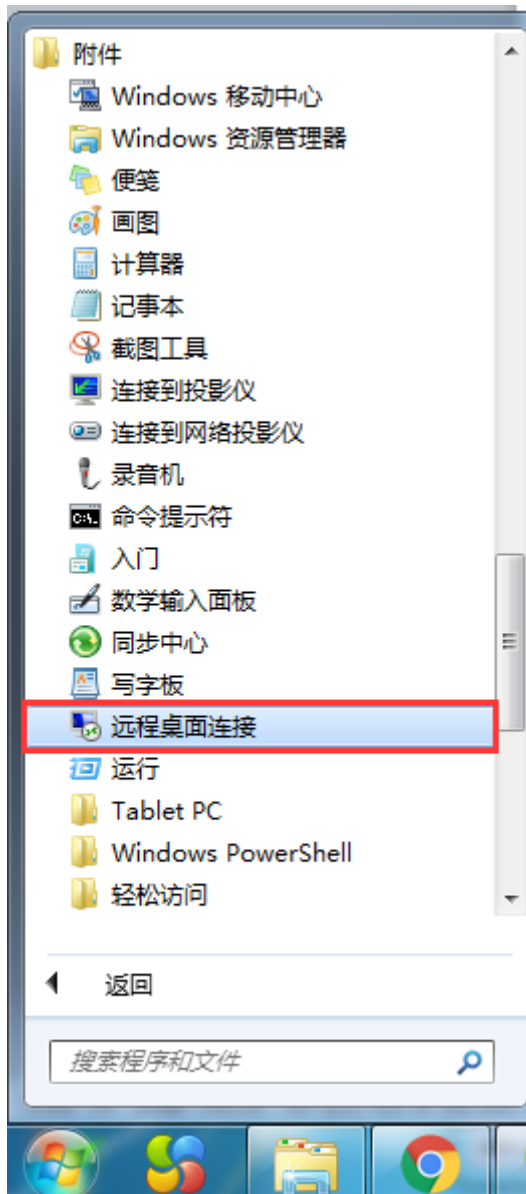 附件
Windows 移动中心
Windows 资源管理器
便笺
画图
计算器
记事本
截图工具
连接到投影仪
连接到网络投影仪
录音机
命令提示符
入门
数学输入面板
同步中心
写字板
远程桌面连接
运行
Tablet PC
Windows PowerShell
轻松访问
返回
搜索程序和文件